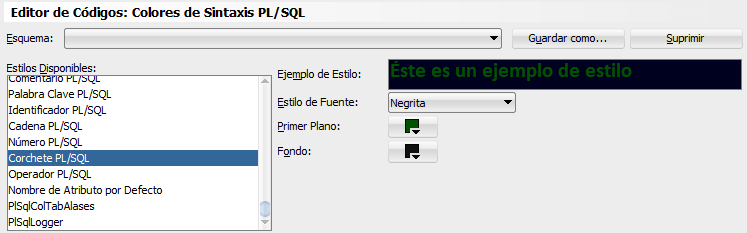 Editor de Códigos: Colores de Sintaxis PL/SQL
Esquema:
Guardar como...
Suprimir
Estilos Disponibles:
Comentario PL/SQL
Palabra Clave PL/SQL
Identificador PL/SQL
Cadena PL/SQL
Número PL/SQL
Corchete PL/SQL
Operador PL/SQL
Nombre de Atributo por Defecto
PlSqlColTabAlases
PlSqlLogger
Ejemplo de Estilo:
Éste es un ejemplo de estilo
Estilo de Fuente:
Negrita
Primer Plano:
Fondo: